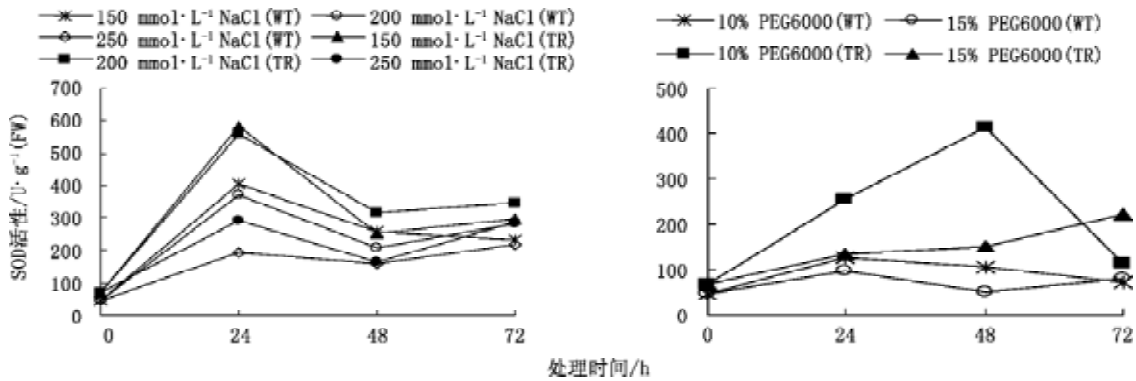 150 mmol·L⁻¹ NaCl(WT) 200 mmol·L⁻¹ NaCl(WT)
250 mmol·L⁻¹ NaCl(WT) 150 mmol·L⁻¹ NaCl(TR)
200 mmol·L⁻¹ NaCl(TR) 250 mmol·L⁻¹ NaCl(TR)
700
600
500
400
300
200
100
0
SOD活性/U·g⁻¹(FW)
0 24 48 72
10% PEG6000(WT) 15% PEG6000(WT)
10% PEG6000(TR) 15% PEG6000(TR)
500
400
300
200
100
0
0 24 48 72
处理时间/h